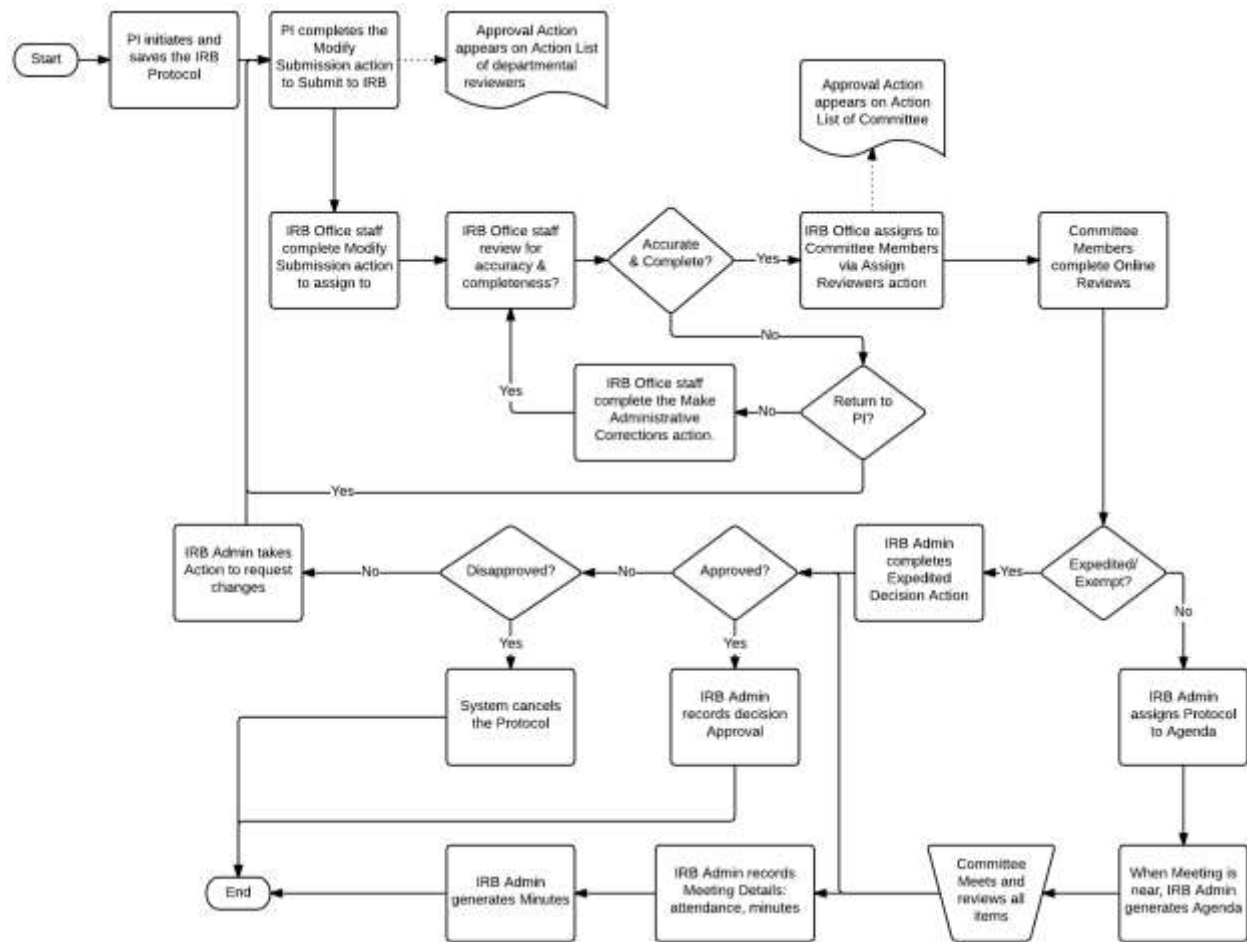 Start
PI initiates and
saves the IRB
Protocol
PI completes the
Modify
Submission action
to Submit to IRB
Approval Action
appears on Action List
of departmental
reviewers
Approval Action
appears on Action
List of Committee
IRB Office staff
complete Modify
Submission action
to assign to
IRB Office staff
review for
accuracy &
completeness?
Accurate
& Complete?
Yes
IRB Office assigns to
Committee Members
via Assign
Reviewers action
Committee
Members
complete Online
Reviews
No
Yes
IRB Office staff
complete the Make
Administrative
Corrections action.
No
Return to
PI?
Yes
IRB Admin takes
Action to request
changes
No
Disapproved?
No
Approved?
IRB Admin
completes
Expedited
Decision Action
Yes
Expedited/
Exempt?
No
Yes
Yes
System cancels
the Protocol
IRB Admin
records decision
Approval
IRB Admin
assigns Protocol
to Agenda
End
IRB Admin
generates Minutes
IRB Admin records
Meeting Details:
attendance, minutes
Committee
Meets and
reviews all
items
When Meeting is
near, IRB Admin
generates Agenda